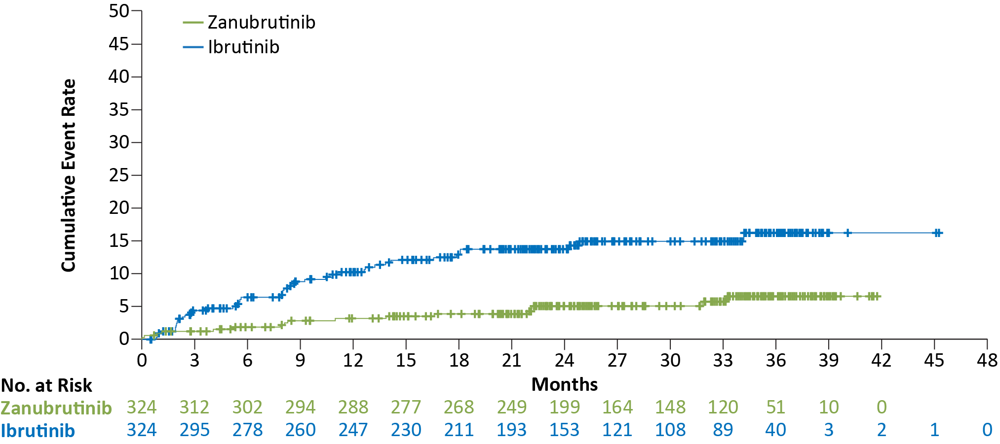 50
45
40
35
30
25
20
15
10
5
0
Cumulative Event Rate
Zanubrutinib
Ibrutinib
0 3 6 9 12 15 18 21 24 27 30 33 36 39 42 45 48
Months
No. at Risk
Zanubrutinib 324 312 302 294 288 277 268 249 199 164 148 120 51 10 0
Ibrutinib 324 295 278 260 247 230 211 193 153 121 108 89 40 3 2 1 0